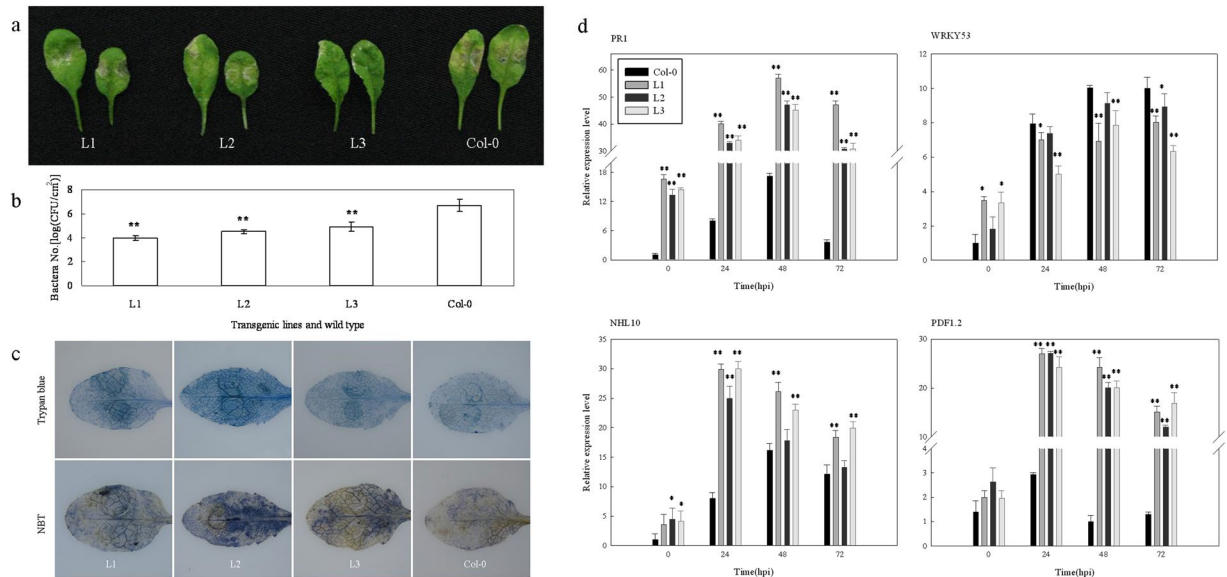 a
L1
L2
L3
Col-0
b
Bactera No.[log(CFU/cm2)]
8
6
4
2
0
**
**
**
L1
L2
L3
Col-0
Transgenic lines and wild type
c
Trypan blue
NBT
L1
L2
L3
Col-0
d
PR1
Relative expression level
60
50
40
30
18
12
6
0
Col-0
L1
L2
L3
** ** **
** ** **
** ** **
** ** **
0
24
48
72
Time(hpi)
WRKY53
12
10
8
6
4
2
0
* *
* **
** **
** * **
0
24
48
72
Time(hpi)
NHL10
Relative expression level
35
30
25
20
15
10
5
0
* *
** ** **
** **
** **
0
24
48
72
Time(hpi)
PDF1.2
30
20
10
4
3
2
1
0
** ** **
** ** **
** ** **
0
24
48
72
Time(hpi)